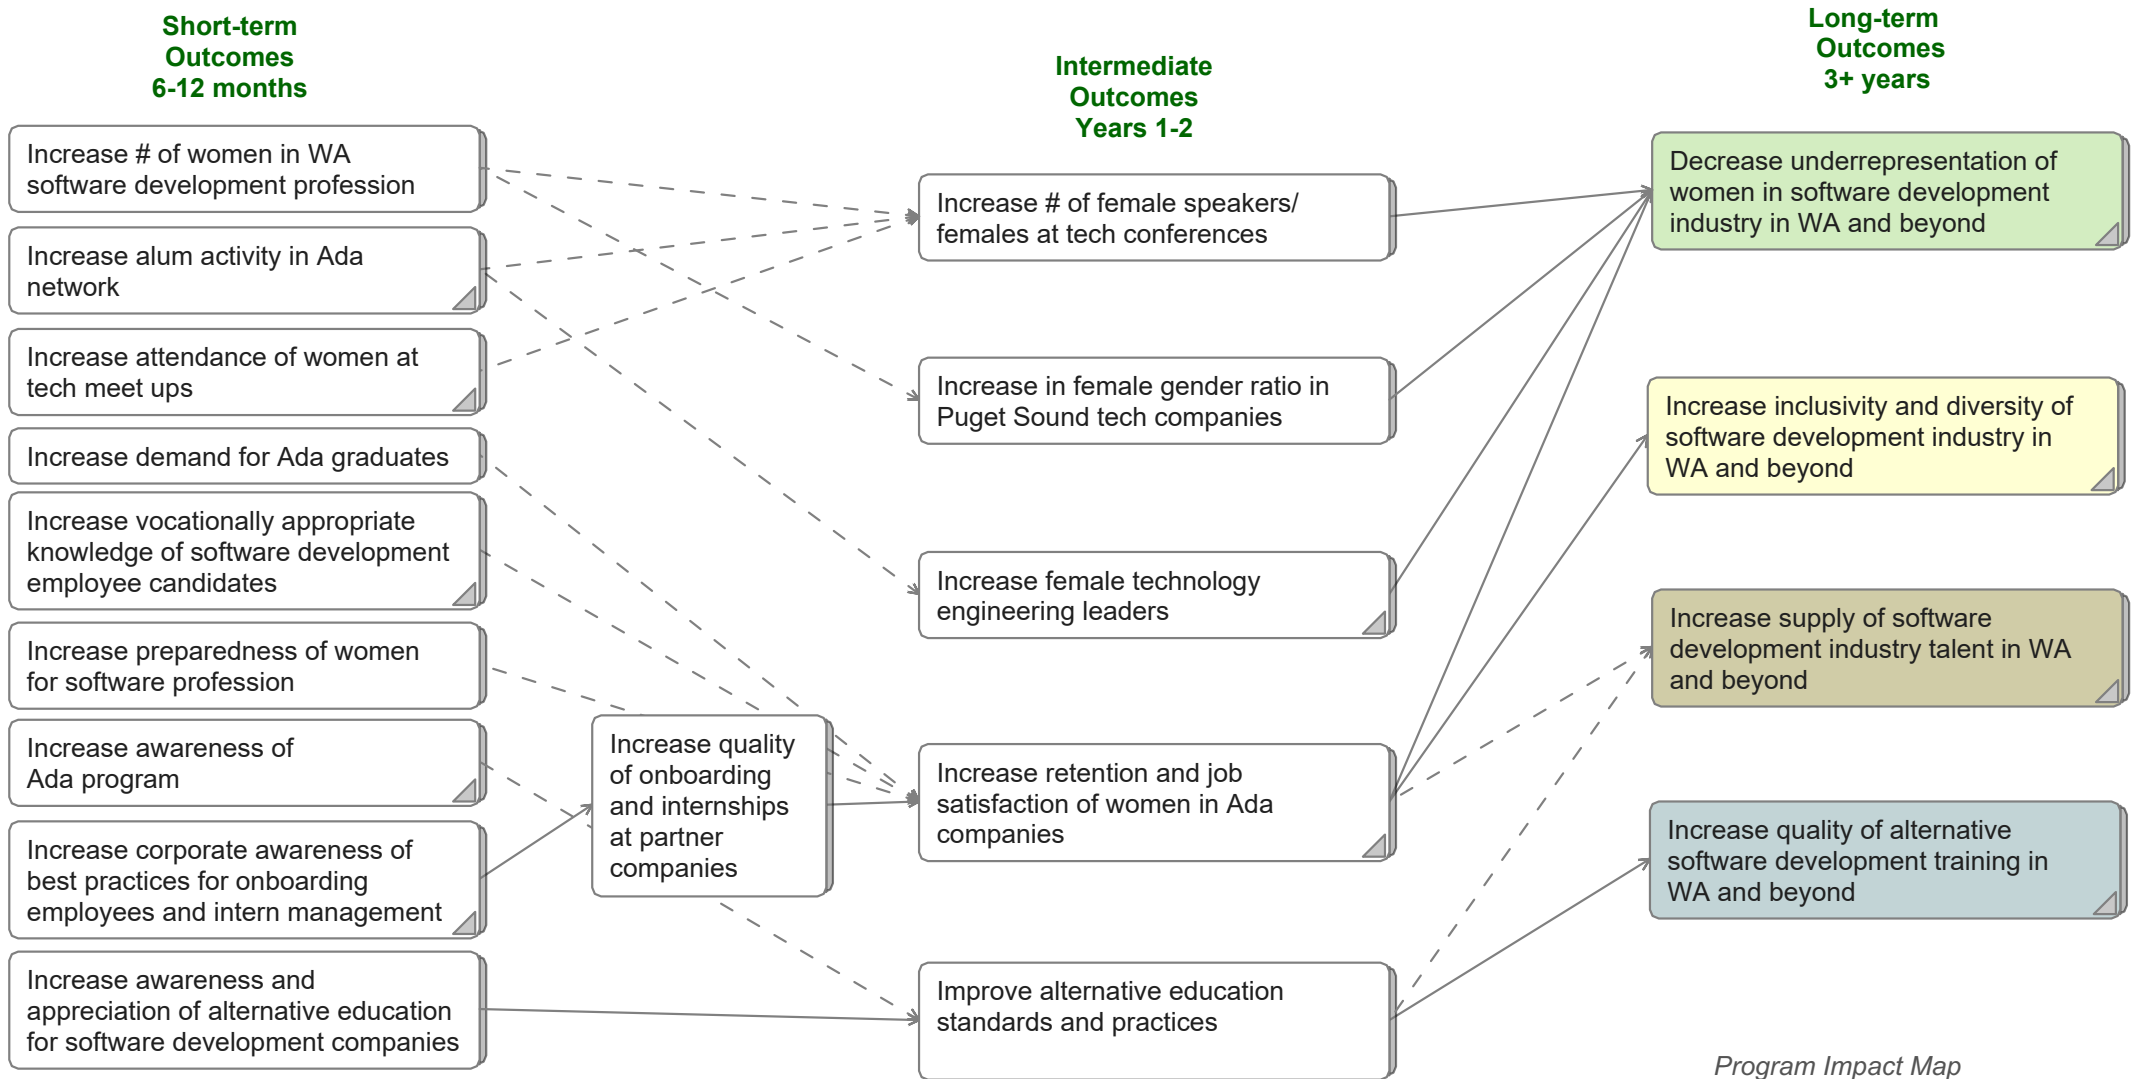 Short-term
Outcomes
6-12 months
Increase # of women in WA
software development profession
Increase alum activity in Ada
network
Increase attendance of women at
tech meet ups
Increase demand for Ada graduates
Increase vocationally appropriate
knowledge of software development
employee candidates
Increase preparedness of women
for software profession
Increase awareness of
Ada program
Increase corporate awareness of
best practices for onboarding
employees and intern management
Increase awareness and
appreciation of alternative education
for software development companies
Increase quality
of onboarding
and internships
at partner
companies
Intermediate
Outcomes
Years 1-2
Increase # of female speakers/
females at tech conferences
Increase in female gender ratio in
Puget Sound tech companies
Increase female technology
engineering leaders
Increase retention and job
satisfaction of women in Ada
companies
Improve alternative education
standards and practices
Long-term
Outcomes
3+ years
Decrease underrepresentation of
women in software development
industry in WA and beyond
Increase inclusivity and diversity of
software development industry in
WA and beyond
Increase supply of software
development industry talent in WA
and beyond
Increase quality of alternative
software development training in
WA and beyond
Program Impact Map